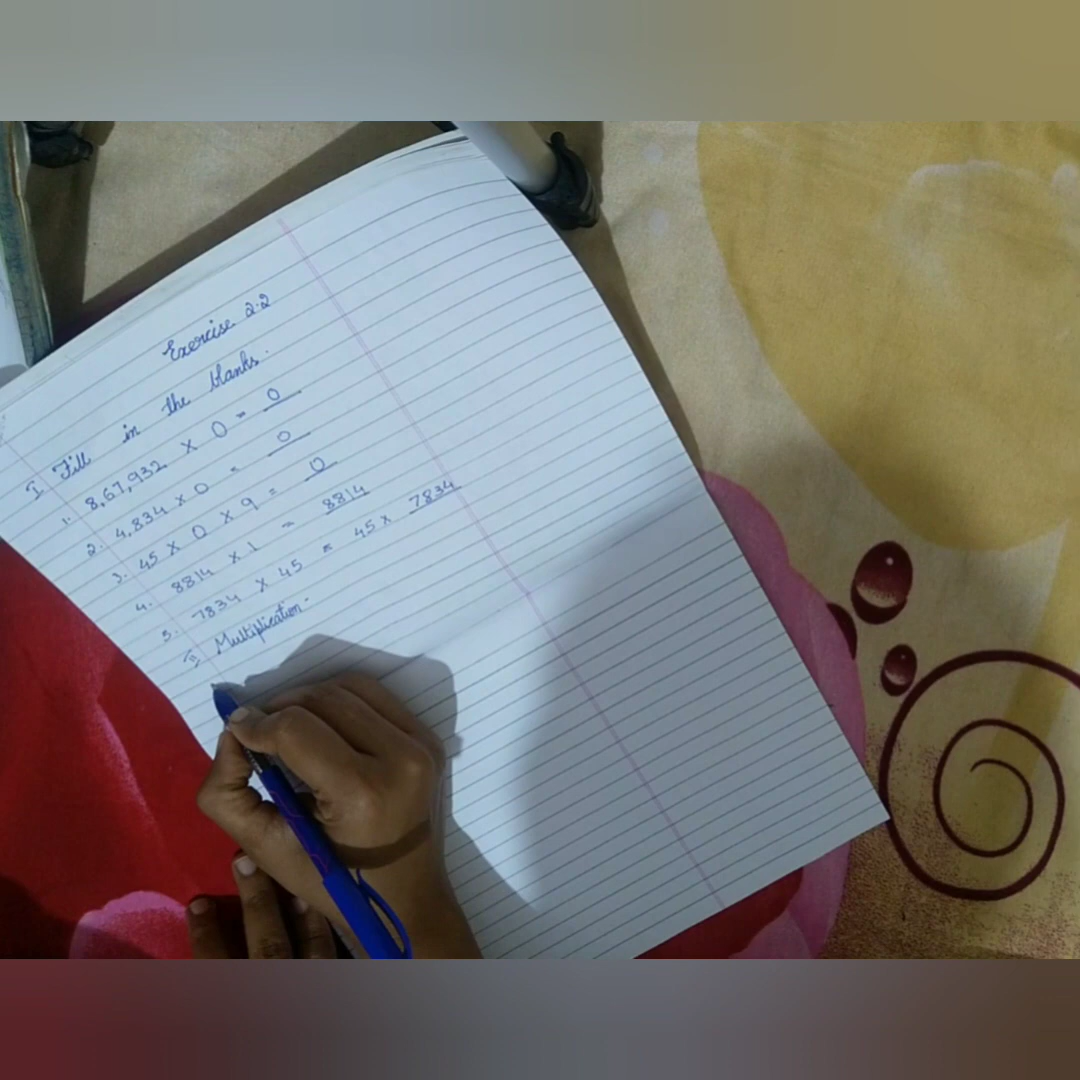 Exercise 2.2
I Fill in the blanks.
1. 8,67,932 × 0 = 0
2. 4,834 × 0 = 0
3. 45 × 0 × 9 = 0
4. 8814 × 1 = 8814
5. 7834 × 45 = 45 × 7834
II Multiplication.